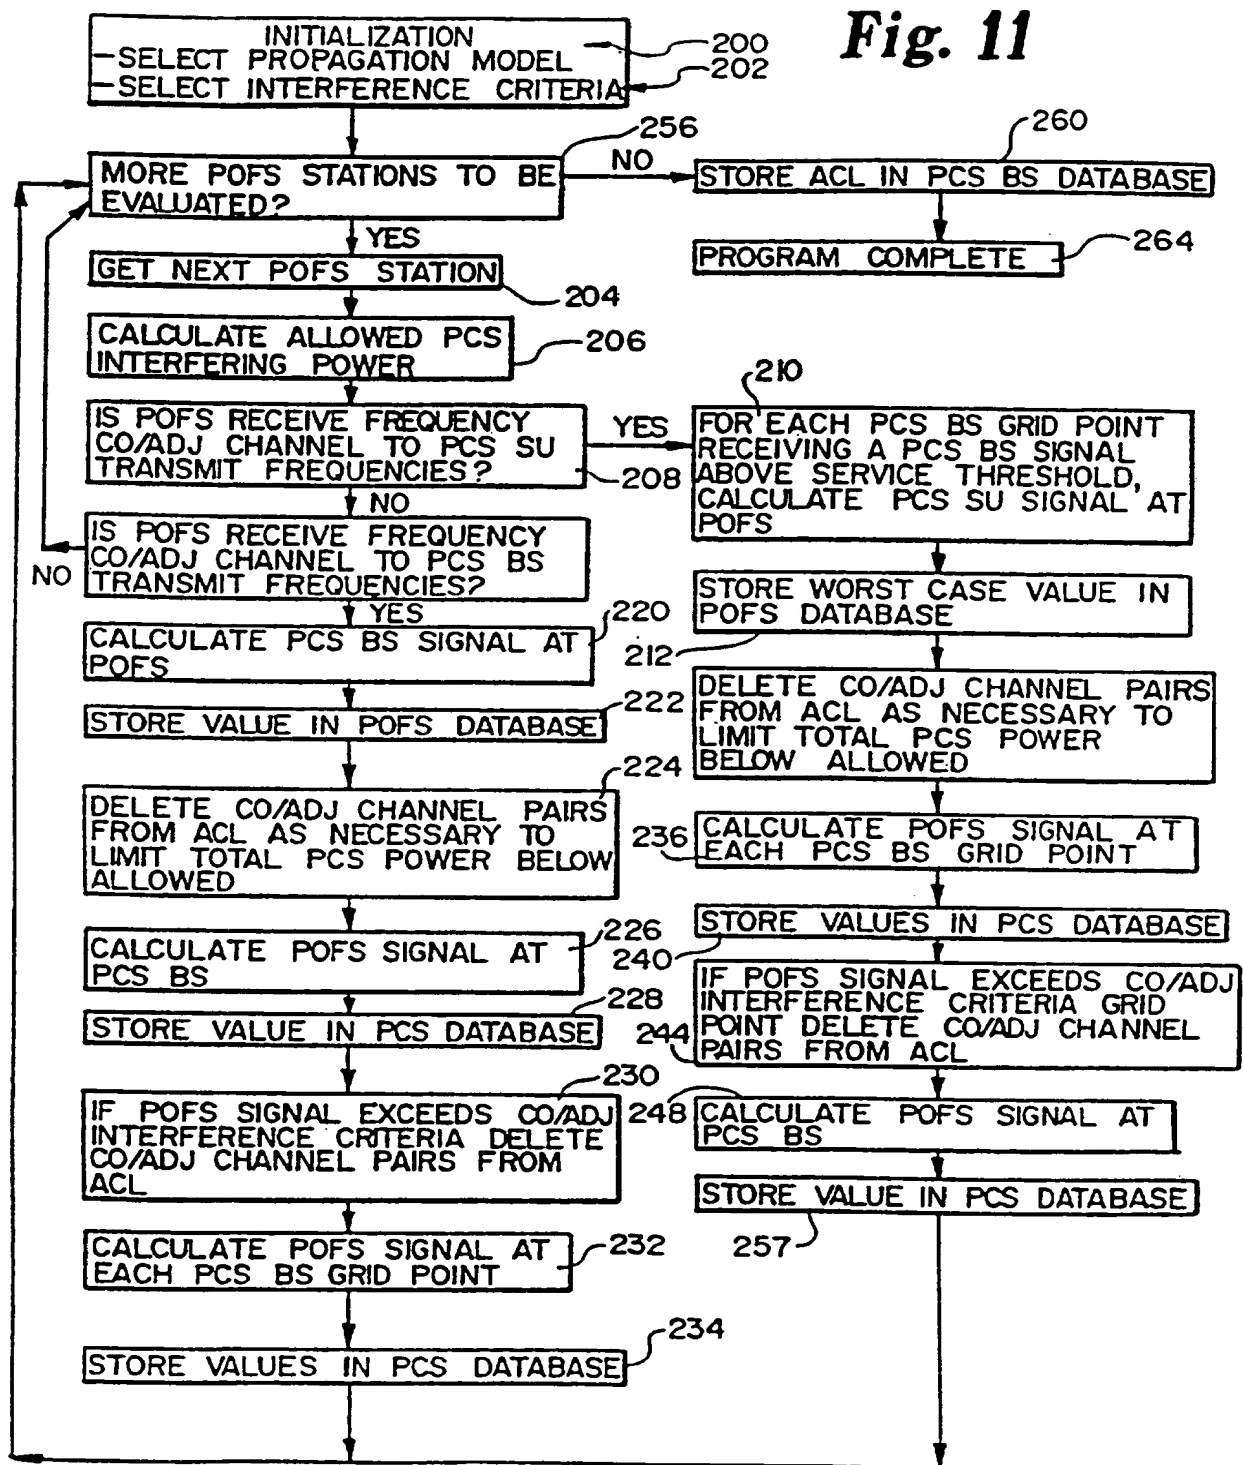 Fig. 11
INITIALIZATION
-SELECT PROPAGATION MODEL
-SELECT INTERFERENCE CRITERIA
200
202
MORE POFS STATIONS TO BE
EVALUATED?
256
NO
YES
STORE ACL IN PCS BS DATABASE
260
PROGRAM COMPLETE
264
GET NEXT POFS STATION
204
CALCULATE ALLOWED PCS
INTERFERING POWER
206
IS POFS RECEIVE FREQUENCY
CO/ADJ CHANNEL TO PCS SU
TRANSMIT FREQUENCIES?
208
YES
NO
IS POFS RECEIVE FREQUENCY
CO/ADJ CHANNEL TO PCS BS
TRANSMIT FREQUENCIES?
NO
YES
CALCULATE PCS BS SIGNAL AT
POFS
220
STORE VALUE IN POFS DATABASE
222
DELETE CO/ADJ CHANNEL PAIRS
FROM ACL AS NECESSARY TO
LIMIT TOTAL PCS POWER BELOW
ALLOWED
224
CALCULATE POFS SIGNAL AT
PCS BS
226
STORE VALUE IN PCS DATABASE
228
IF POFS SIGNAL EXCEEDS CO/ADJ
INTERFERENCE CRITERIA DELETE
CO/ADJ CHANNEL PAIRS FROM
ACL
230
CALCULATE POFS SIGNAL AT
EACH PCS BS GRID POINT
232
STORE VALUES IN PCS DATABASE
234
210
FOR EACH PCS BS GRID POINT
RECEIVING A PCS BS SIGNAL
ABOVE SERVICE THRESHOLD,
CALCULATE PCS SU SIGNAL AT
POFS
STORE WORST CASE VALUE IN
POFS DATABASE
212
DELETE CO/ADJ CHANNEL PAIRS
FROM ACL AS NECESSARY TO
LIMIT TOTAL PCS POWER
BELOW ALLOWED
CALCULATE POFS SIGNAL AT
EACH PCS BS GRID POINT
236
STORE VALUES IN PCS DATABASE
240
IF POFS SIGNAL EXCEEDS CO/ADJ
INTERFERENCE CRITERIA GRID
POINT DELETE CO/ADJ CHANNEL
PAIRS FROM ACL
244
248
CALCULATE POFS SIGNAL AT
PCS BS
STORE VALUE IN PCS DATABASE
257